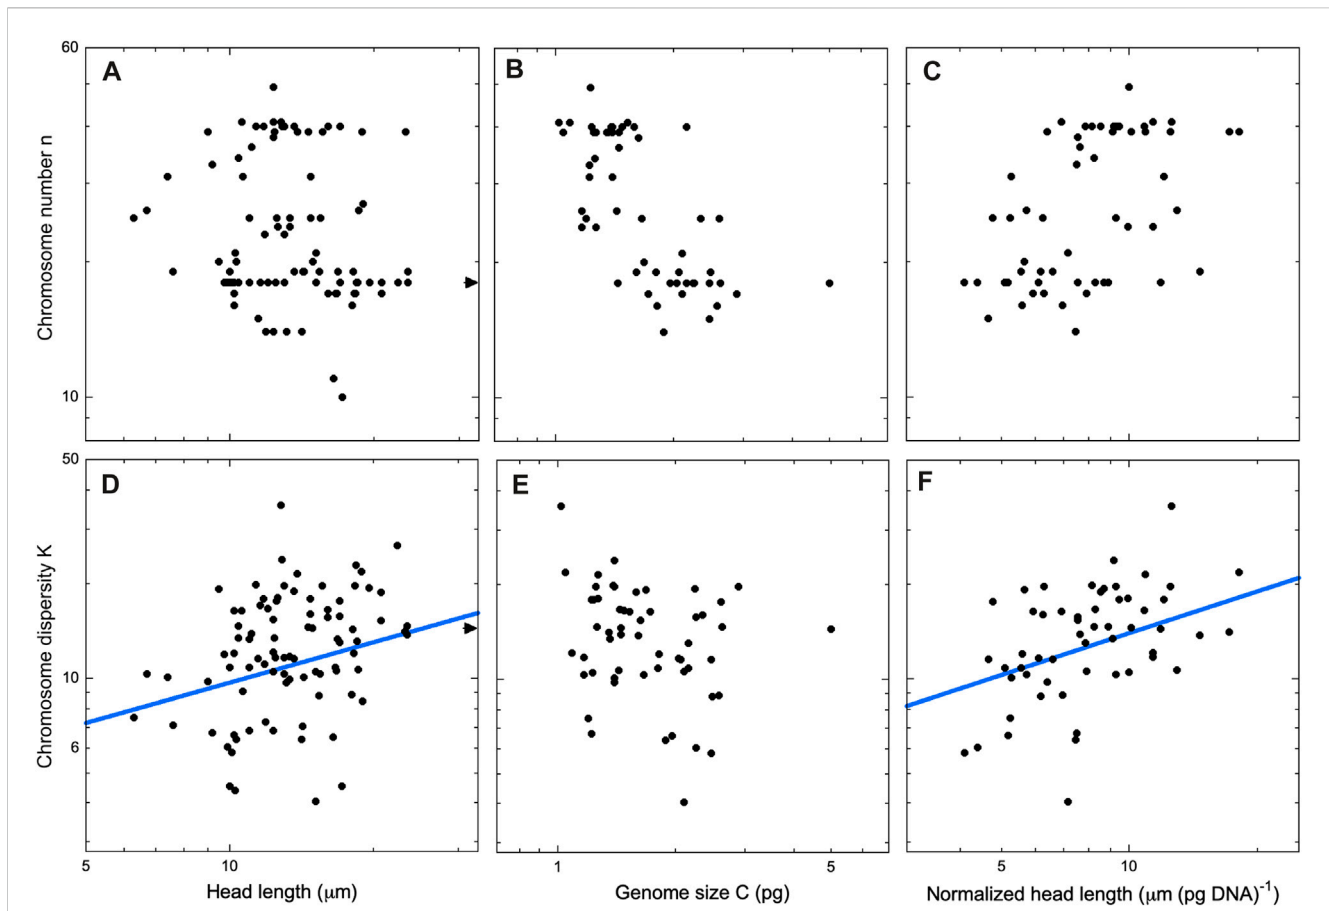 60
A
B
C
Chromosome number n
10
50
D
E
F
Chromosome dispersity K
10
6
5
10
1
5
5
10
Head length (μm)
Genome size C (pg)
Normalized head length (μm (pg DNA)-1)